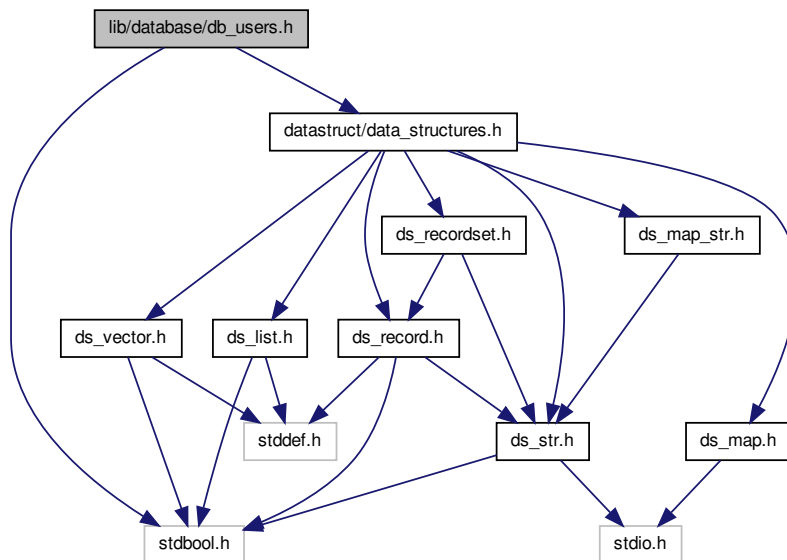 lib/database/db_users.h
datastruct/data_structures.h
ds_recordset.h
ds_map_str.h
ds_vector.h
ds_list.h
ds_record.h
stddef.h
ds_str.h
ds_map.h
stdbool.h
stdio.h